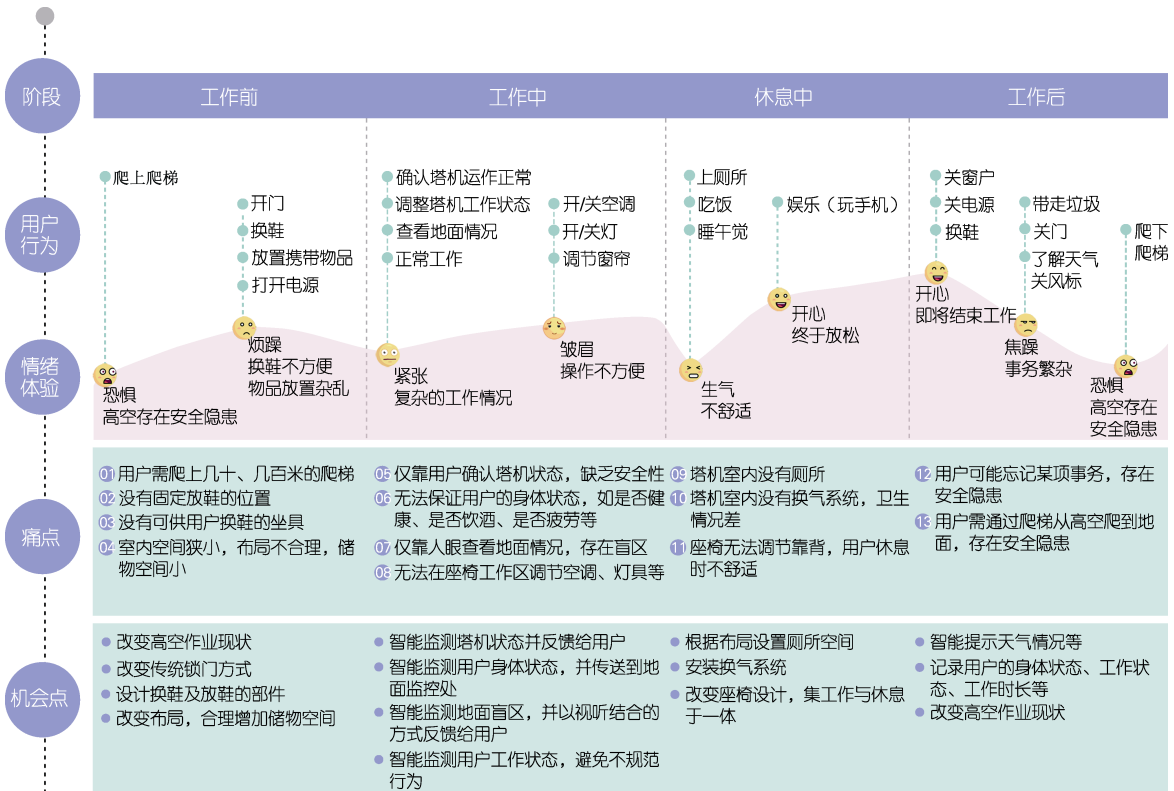 阶段
工作前
工作中
休息中
工作后
用户
行为
爬上爬梯
开门
换鞋
放置携带物品
打开电源
确认塔机运作正常
调整塔机工作状态
查看地面情况
正常工作
开/关空调
开/关灯
调节窗帘
上厕所
吃饭
睡午觉
娱乐（玩手机）
关窗户
关电源
换鞋
带走垃圾
关门
了解天气
关风标
爬下
爬梯
情绪
体验
恐惧
高空存在安全隐患
烦躁
换鞋不方便
物品放置杂乱
紧张
复杂的工作情况
皱眉
操作不方便
生气
不舒适
开心
终于放松
开心
即将结束工作
焦躁
事务繁杂
恐惧
高空存在
安全隐患
痛点
01 用户需爬上几十、几百米的爬梯
02 没有固定放鞋的位置
03 没有可供用户换鞋的坐具
04 室内空间狭小，布局不合理，储
物空间小
05 仅靠用户确认塔机状态，缺乏安全性
06 无法保证用户的身体状态，如是否健
康、是否饮酒、是否疲劳等
07 仅靠人眼查看地面情况，存在盲区
08 无法在座椅工作区调节空调、灯具等
09 塔机室内没有厕所
10 塔机室内没有换气系统，卫生
情况差
11 座椅无法调节靠背，用户休息
时不舒适
12 用户可能忘记某项事务，存在
安全隐患
13 用户需通过爬梯从高空爬到地
面，存在安全隐患
机会点
改变高空作业现状
改变传统锁门方式
设计换鞋及放鞋的部件
改变布局，合理增加储物空间
智能监测塔机状态并反馈给用户
智能监测用户身体状态，并传送到地
面监控处
智能监测地面盲区，并以视听结合的
方式反馈给用户
智能监测用户工作状态，避免不规范
行为
根据布局设置厕所空间
安装换气系统
改变座椅设计，集工作与休息
于一体
智能提示天气情况等
记录用户的身体状态、工作状
态、工作时长等
改变高空作业现状